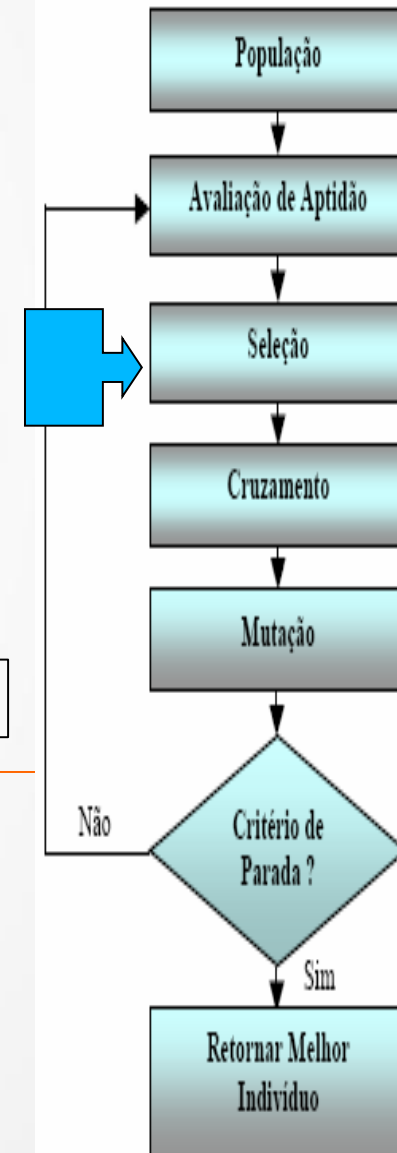 População
Avaliação de Aptidão
Seleção
Cruzamento
Mutação
Critério de
Parada ?
Não
Sim
Retornar Melhor
Indivíduo